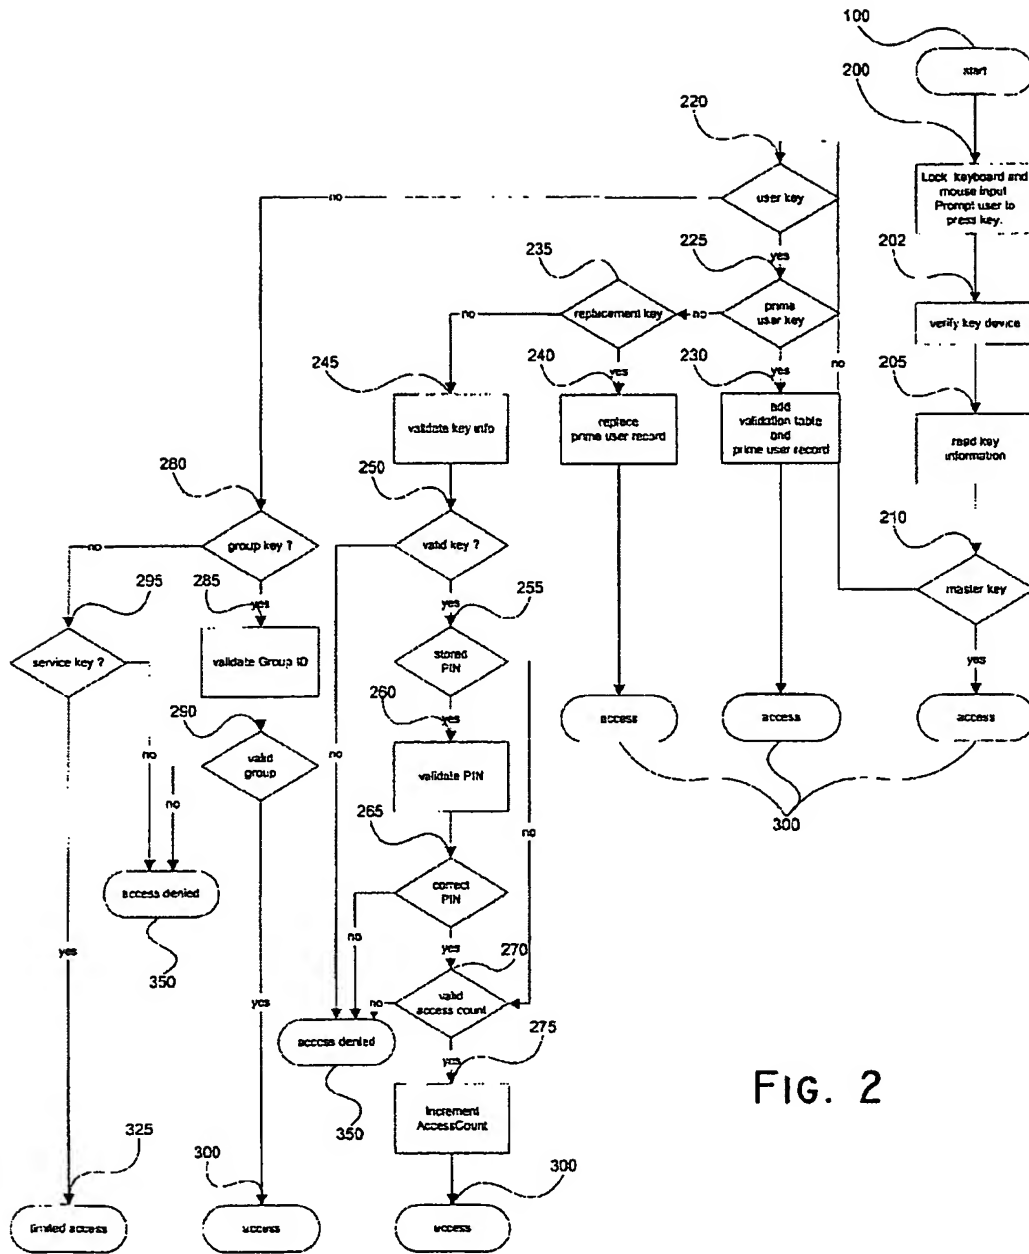 100
start
200
220
Lock keyboard and
mouse input
Prompt user to
press key.
no
user key
202
235
225
yes
prime
user key
replacement key
no
no
verify key device
245
240
230
205
no
yes
yes
validate key info
replace
prime user record
add
validation table
and
prime user record
read key
information
280
250
210
group key ?
no
valid key ?
no
master key
295
285
yes
yes
255
service key ?
validate Group ID
stored
PIN
yes
290
260
yes
access
access
access
no
valid
group
no
validate PIN
no
265
no
300
access denied
correct
PIN
no
yes
350
yes
270
yes
valid
access count
no
access denied
275
yes
350
Increment
AccessCount
FIG. 2
325
300
300
limited access
access
access